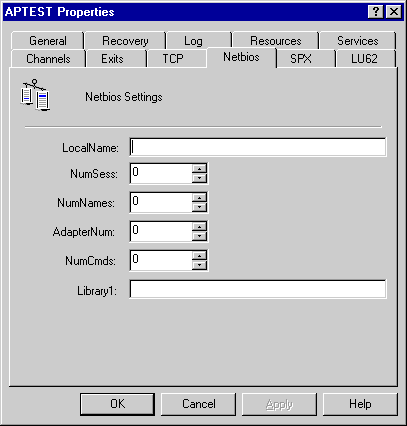 APTEST Properties
General Recovery Log Resources Services
Channels Exits TCP Netbios SPX LU62
Netbios Settings
LocalName:
NumSess: 0
NumNames: 0
AdapterNum: 0
NumCmds: 0
Library1:
OK Cancel Apply Help